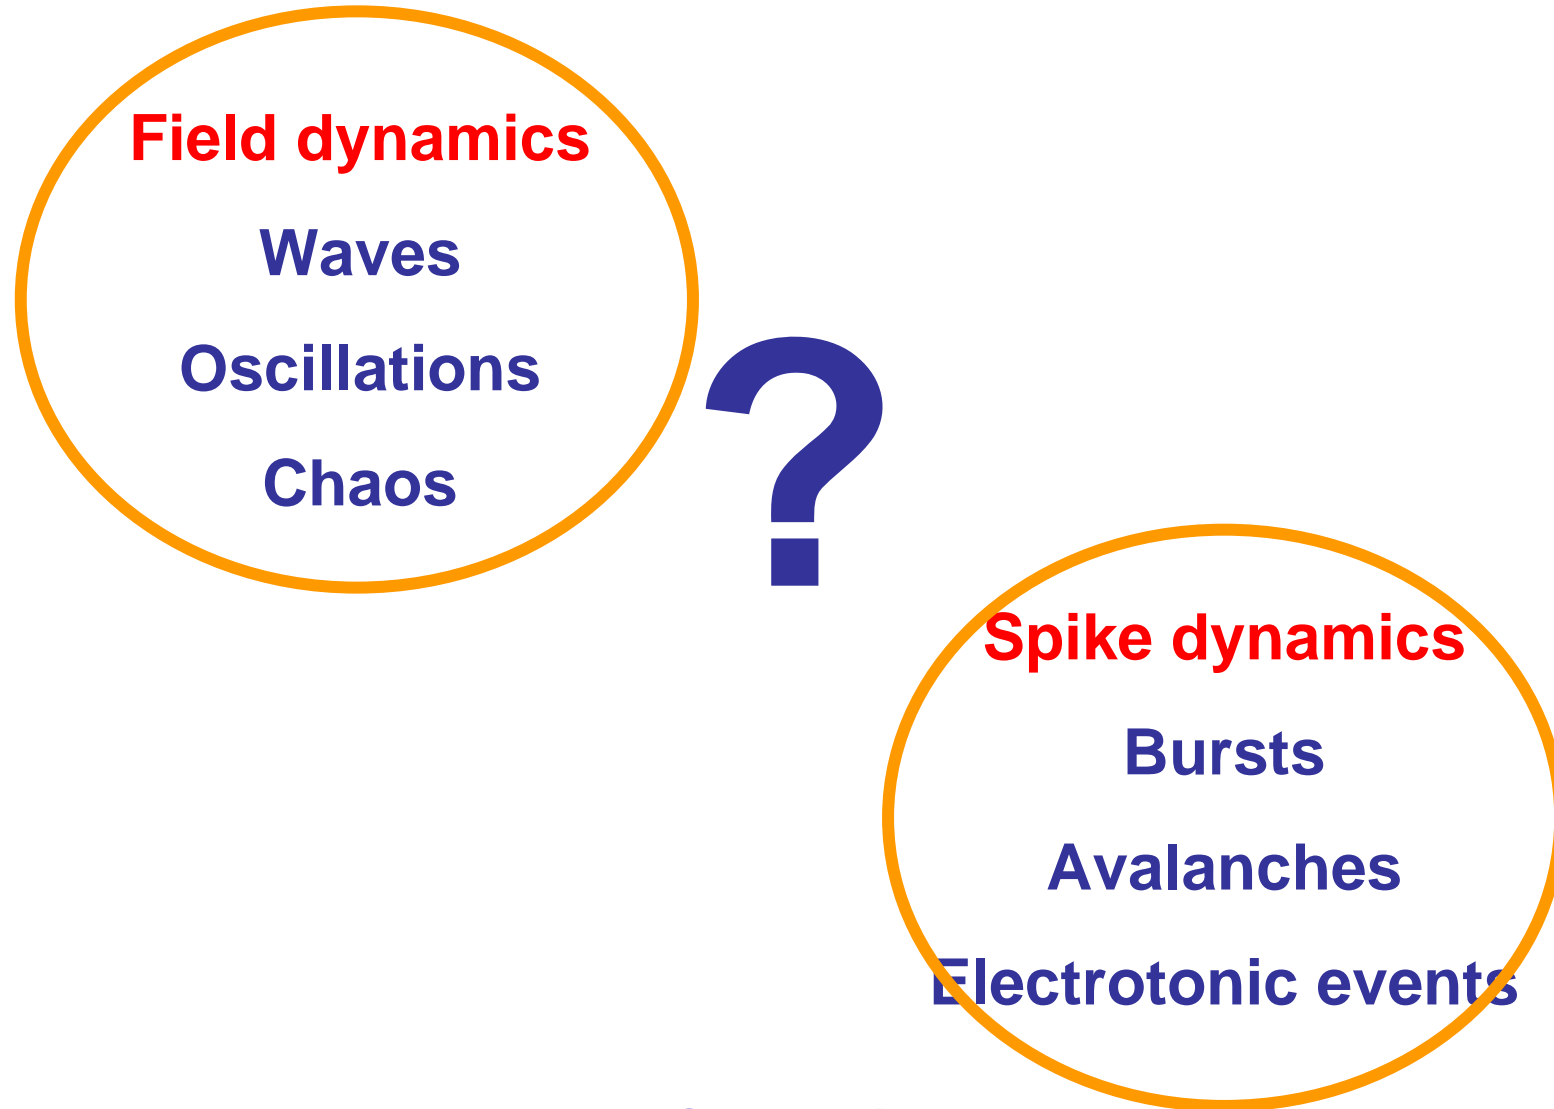 Field dynamics
Waves
Oscillations
Chaos
?
Spike dynamics
Bursts
Avalanches
Electrotonic events